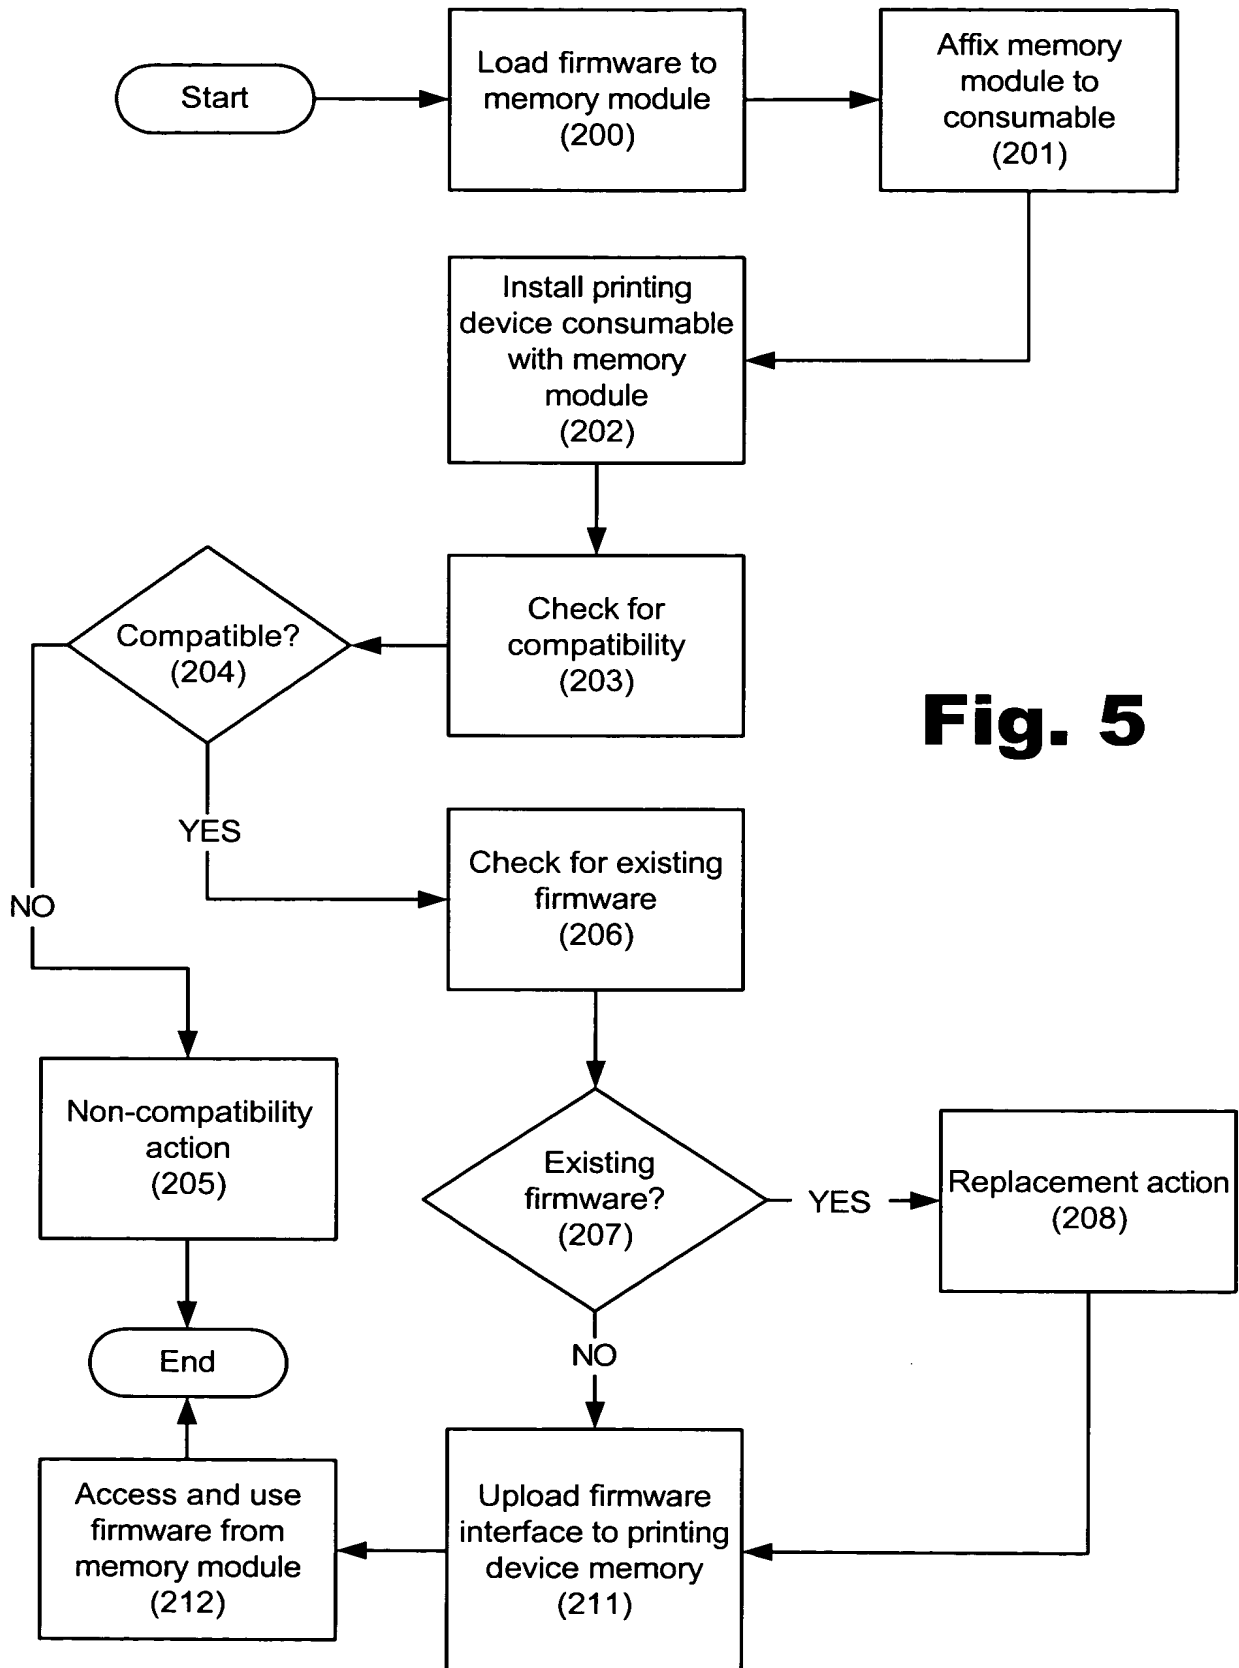 Start
Load firmware to
memory module
(200)
Affix memory
module to
consumable
(201)
Install printing
device consumable
with memory
module
(202)
Check for
compatibility
(203)
Compatible?
(204)
Fig. 5
YES
NO
Check for existing
firmware
(206)
Non-compatibility
action
(205)
Existing
firmware?
(207)
YES
Replacement action
(208)
End
NO
Access and use
firmware from
memory module
(212)
Upload firmware
interface to printing
device memory
(211)